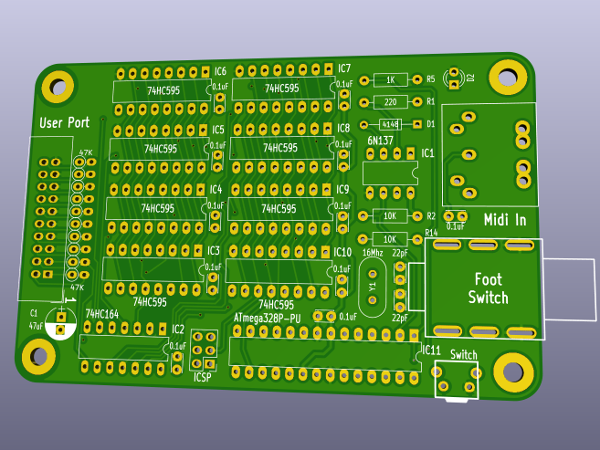 IC6
74HC595
0.1uF
IC7
74HC595
0.1uF
1K
R5
D2
220
R1
4148
D1
User Port
47K
IC5
74HC595
0.1uF
IC8
74HC595
0.1uF
6N137
IC1
IC4
74HC595
0.1uF
IC9
74HC595
0.1uF
10K
R2
0.1uF
Midi In
10K
R14
IC3
74HC595
0.1uF
IC10
74HC595
0.1uF
16Mhz
22pF
Y1
22pF
Foot
Switch
47K
1
C1
47uF
74HC164
IC2
0.1uF
ICSP
ATmega328P-PU
0.1uF
IC11
Switch